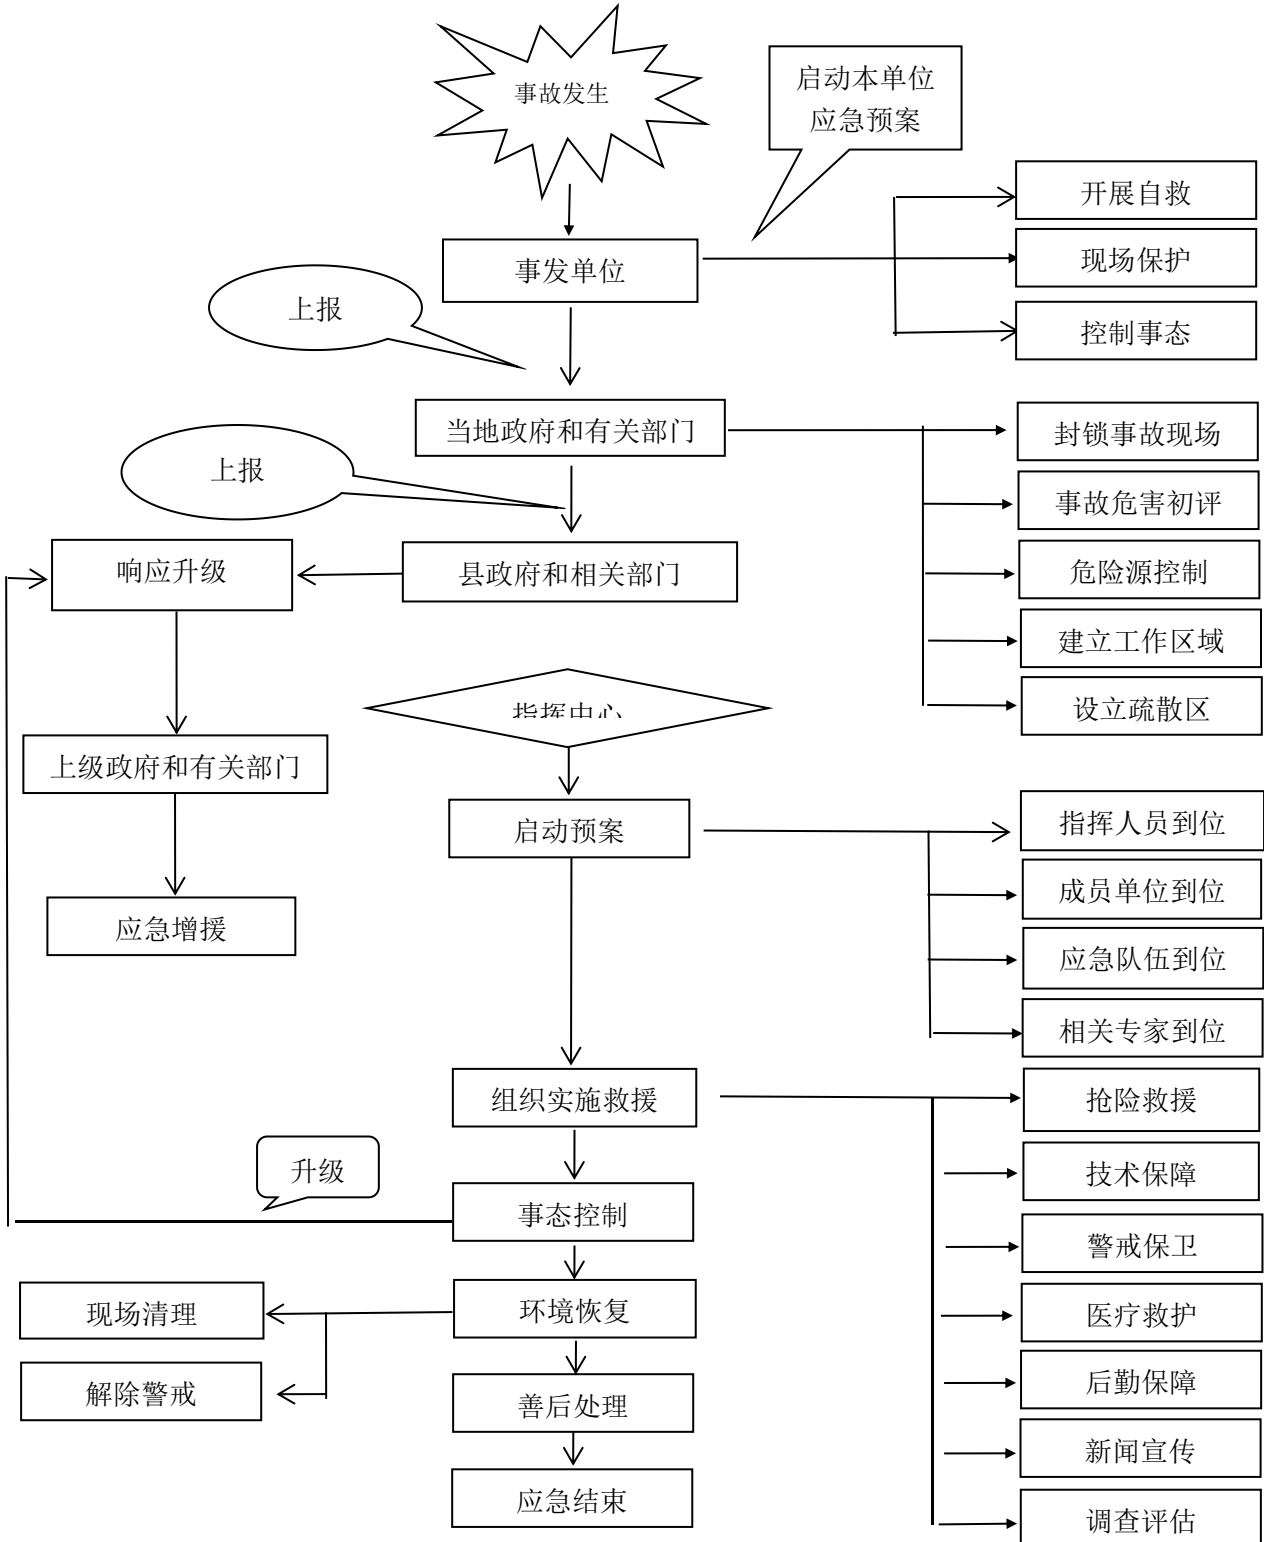 事故发生
启动本单位
应急预案
开展自救
事发单位
现场保护
上报
控制事态
当地政府和有关部门
封锁事故现场
上报
事故危害初评
响应升级
县政府和相关部门
危险源控制
建立工作区域
指挥中心
设立疏散区
上级政府和有关部门
启动预案
指挥人员到位
成员单位到位
应急增援
应急队伍到位
相关专家到位
组织实施救援
抢险救援
升级
技术保障
事态控制
警戒保卫
现场清理
环境恢复
医疗救护
解除警戒
善后处理
后勤保障
新闻宣传
应急结束
调查评估